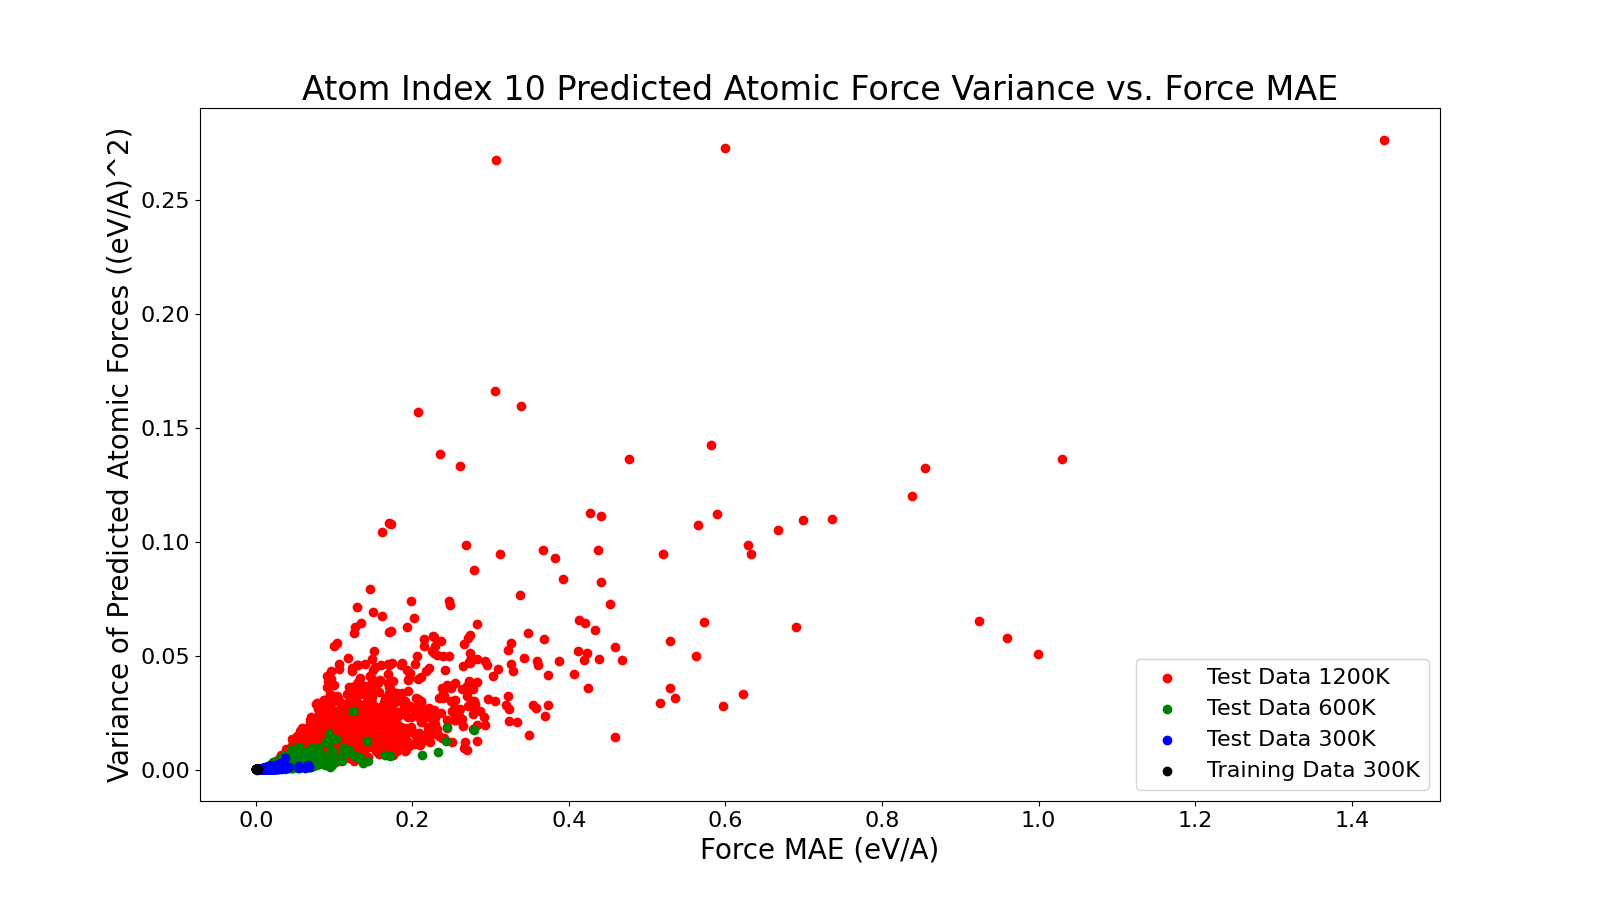 Atom Index 10 Predicted Atomic Force Variance vs. Force MAE
Variance of Predicted Atomic Forces ((eV/A)^2)
0.25
0.20
0.15
0.10
0.05
0.00
0.0 0.2 0.4 0.6 0.8 1.0 1.2 1.4
Force MAE (eV/A)
Test Data 1200K
Test Data 600K
Test Data 300K
Training Data 300K